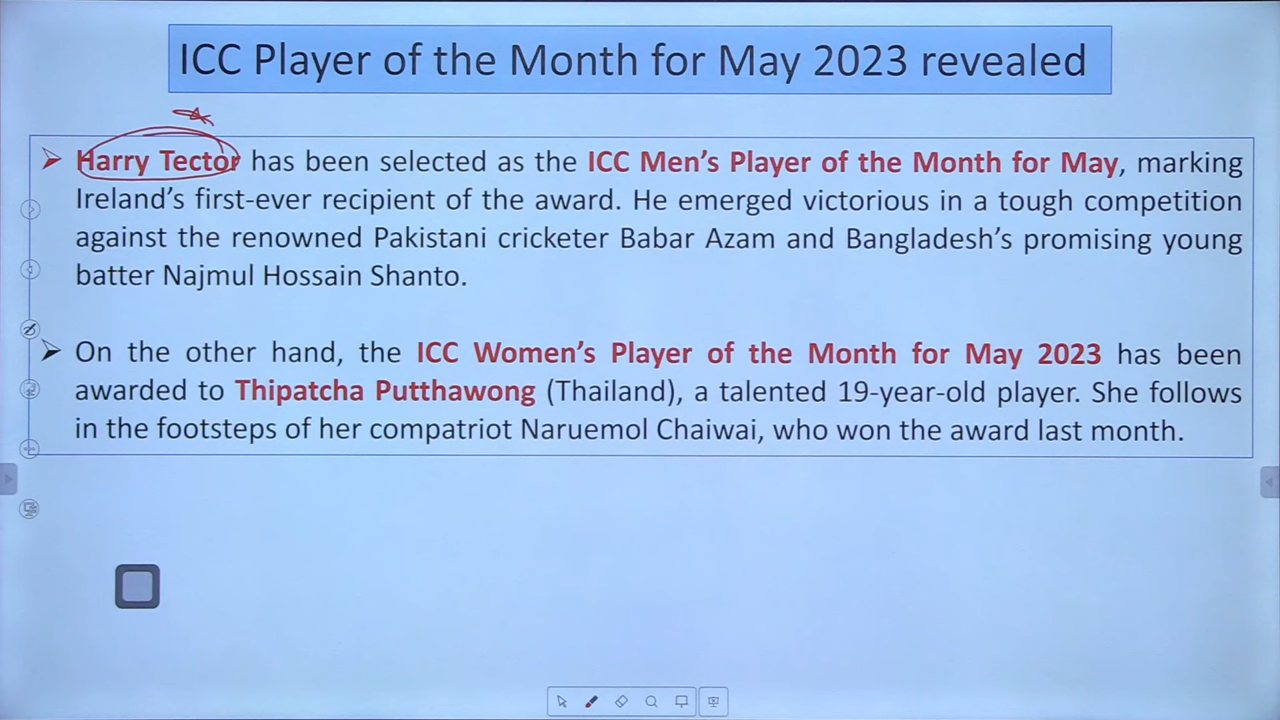 ICC Player of the Month for May 2023 revealed
Harry Tector has been selected as the ICC Men’s Player of the Month for May, marking
Ireland’s first-ever recipient of the award. He emerged victorious in a tough competition
against the renowned Pakistani cricketer Babar Azam and Bangladesh’s promising young
batter Najmul Hossain Shanto.
On the other hand, the ICC Women’s Player of the Month for May 2023 has been
awarded to Thipatcha Putthawong (Thailand), a talented 19-year-old player. She follows
in the footsteps of her compatriot Naruemol Chaiwai, who won the award last month.